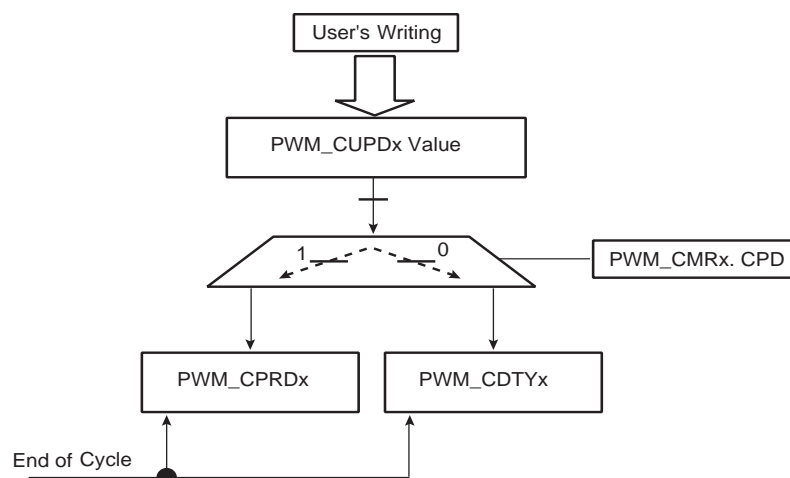 User's Writing
PWM_CUPDx Value
1
0
PWM_CMRx. CPD
PWM_CPRDx
PWM_CDTYx
End of Cycle